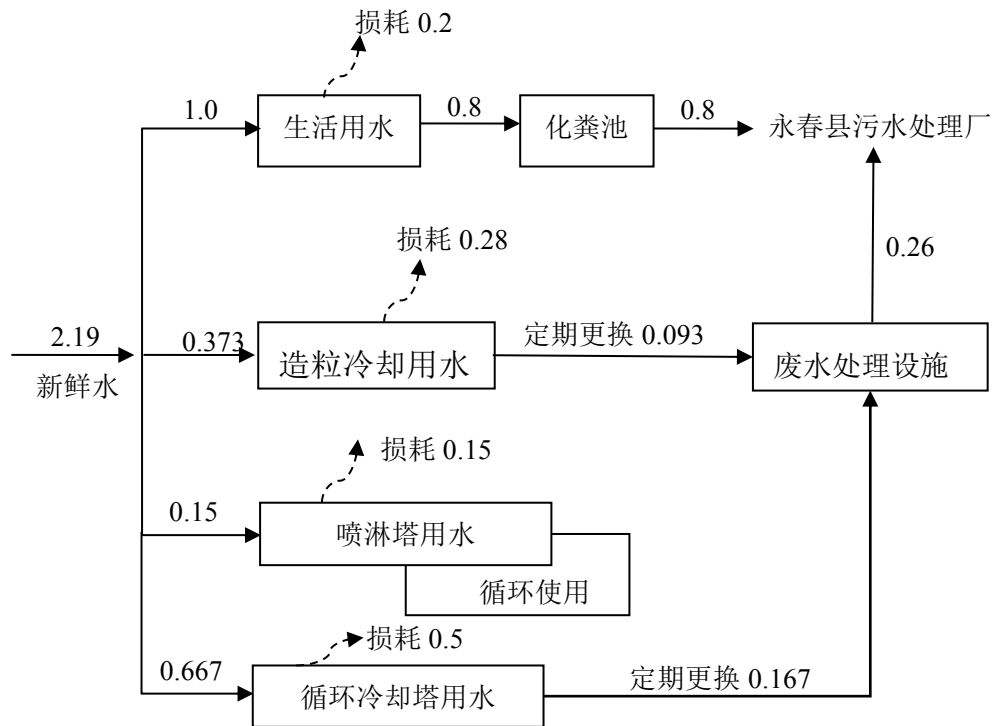 损耗 0.2
1.0
生活用水
0.8
化粪池
0.8
永春县污水处理厂
损耗 0.28
0.26
2.19
新鲜水
0.373
造粒冷却用水
定期更换 0.093
废水处理设施
损耗 0.15
0.15
喷淋塔用水
循环使用
损耗 0.5
0.667
循环冷却塔用水
定期更换 0.167